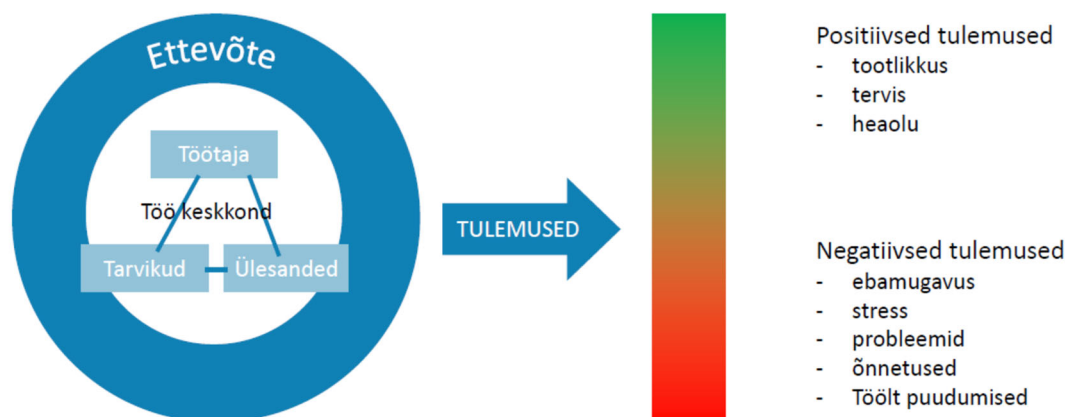 Ettevõte
Töötaja
Töö keskkond
Tarvikud
Ülesanded
TULEMUSED
Positiivsed tulemused
- tootlikkus
- tervis
- heaolu
Negatiivsed tulemused
- ebamugavus
- stress
- probleemid
- õnnetused
- Töölt puudumised